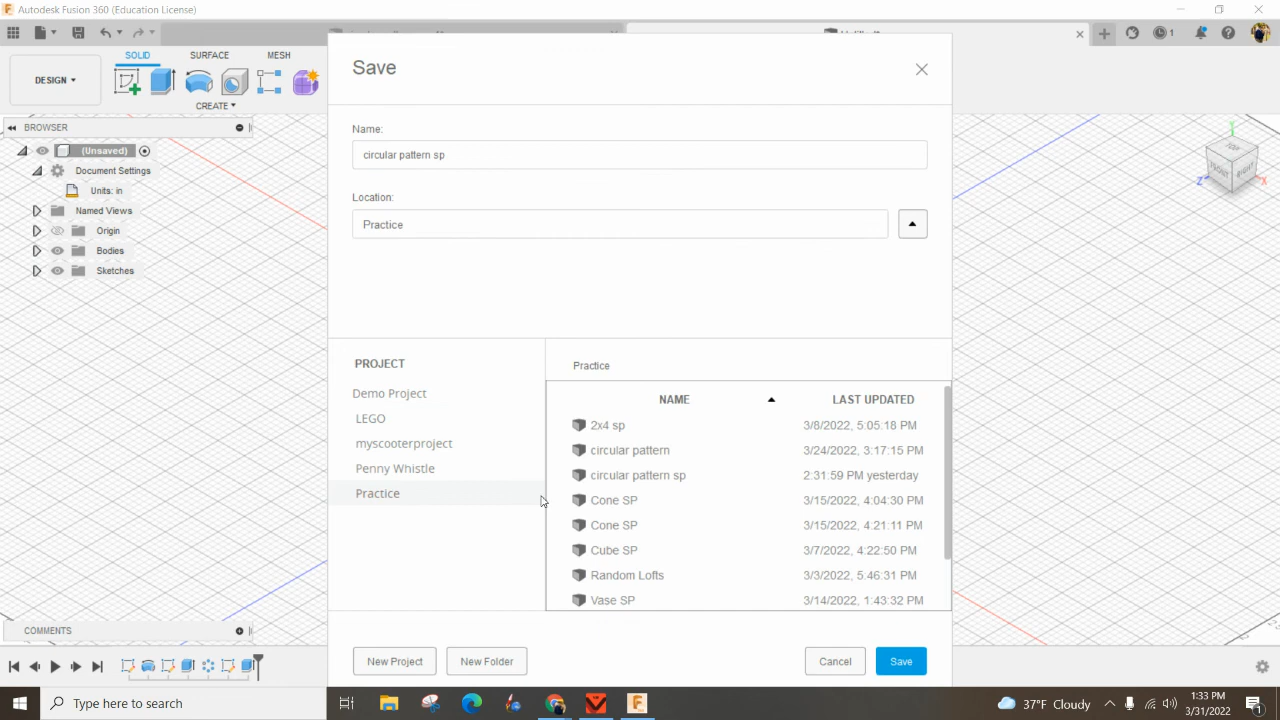 Autodesk Fusion 360 (Education License)
1
SOLID
SURFACE
MESH
DESIGN
CREATE
BROWSER
(Unsaved)
Document Settings
Units: in
Named Views
Origin
Bodies
Sketches
Save
Name:
circular pattern sp
Location:
Practice
PROJECT
Demo Project
LEGO
myscooterproject
Penny Whistle
Practice
Practice
NAME LAST UPDATED
2x4 sp 3/8/2022, 5:05:18 PM
circular pattern 3/24/2022, 3:17:15 PM
circular pattern sp 2:31:59 PM yesterday
Cone SP 3/15/2022, 4:04:30 PM
Cone SP 3/15/2022, 4:21:11 PM
Cube SP 3/7/2022, 4:22:50 PM
Random Lofts 3/3/2022, 5:46:31 PM
Vase SP 3/14/2022, 1:43:32 PM
New Project
New Folder
Cancel
Save
TOP
FRONT
RIGHT
Y
Z
X
COMMENTS
Type here to search
37°F Cloudy
1:33 PM
3/31/2022
1